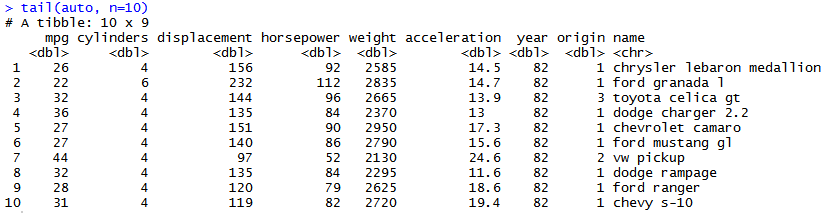 > tail(auto, n=10)
# A tibble: 10 x 9
mpg cylinders displacement horsepower weight acceleration year origin name
<dbl> <dbl> <dbl> <dbl> <dbl> <dbl> <dbl> <dbl> <chr>
1 26 4 156 92 2585 14.5 82 1 chrysler lebaron medallion
2 22 6 232 112 2835 14.7 82 1 ford granada l
3 32 4 144 96 2665 13.9 82 3 toyota celica gt
4 36 4 135 84 2370 13 82 1 dodge charger 2.2
5 27 4 151 90 2950 17.3 82 1 chevrolet camaro
6 27 4 140 86 2790 15.6 82 1 ford mustang gl
7 44 4 97 52 2130 24.6 82 2 vw pickup
8 32 4 135 84 2295 11.6 82 1 dodge rampage
9 28 4 120 79 2625 18.6 82 1 ford ranger
10 31 4 119 82 2720 19.4 82 1 chevy s-10